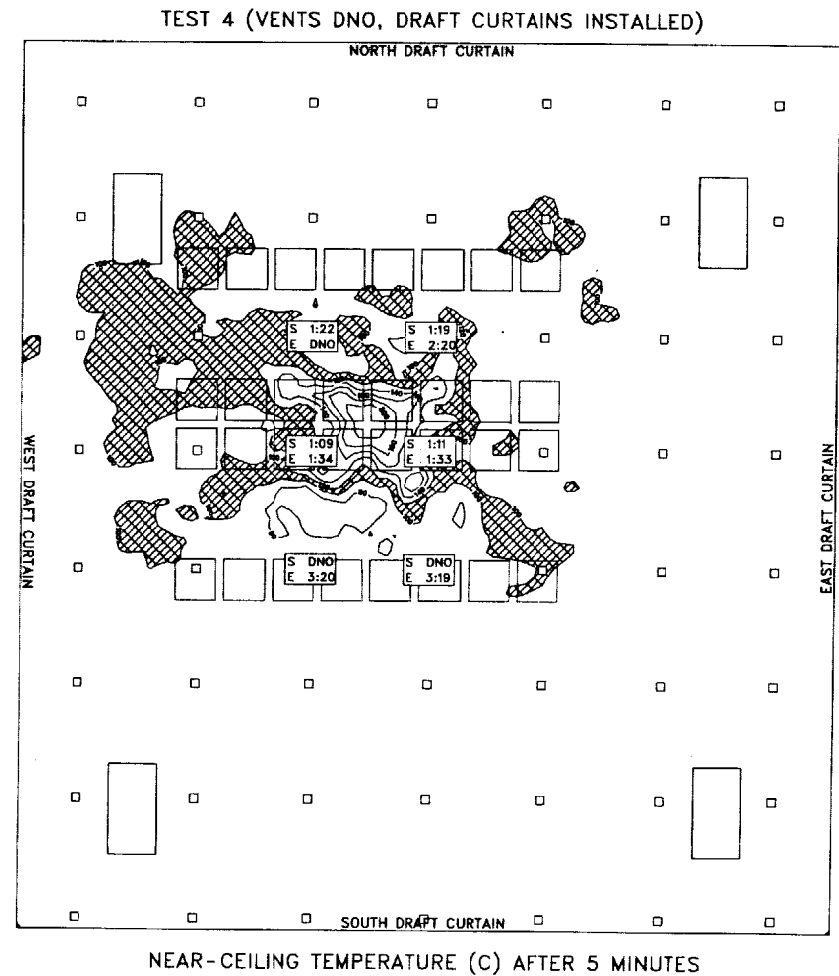 TEST 4 (VENTS DNO, DRAFT CURTAINS INSTALLED)
NORTH DRAFT CURTAIN
S 1:22
E DNO
S 1:19
E 2:20
S 1:09
E 1:34
S 1:11
E 1:33
WEST DRAFT CURTAIN
EAST DRAFT CURTAIN
S DNO
E 3:20
S DNO
E 3:19
SOUTH DRAFT CURTAIN
NEAR-CEILING TEMPERATURE (C) AFTER 5 MINUTES